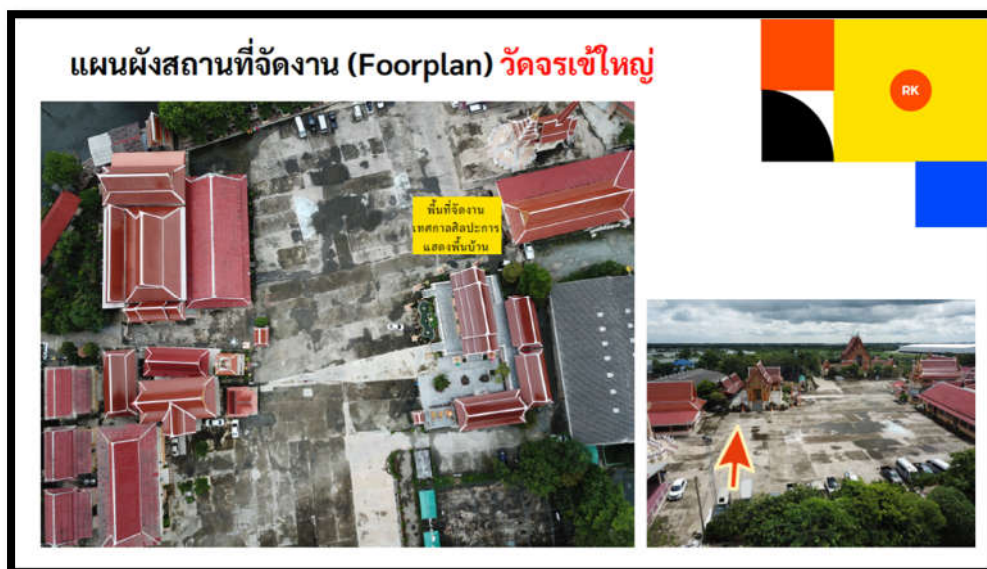 แผนผังสถานที่จัดงาน (Foorplan) วัดจรเข้ใหญ่
RK
พื้นที่จัดงาน
เทศกาลศิลปะการ
แสดงพื้นบ้าน